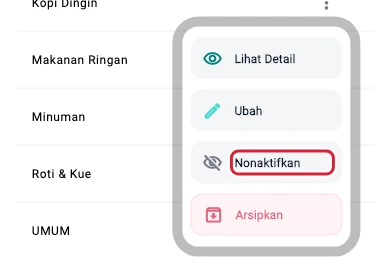 Kopi Dingin
Makanan Ringan
Minuman
Roti & Kue
UMUM
Lihat Detail
Ubah
Nonaktifkan
Arsipkan